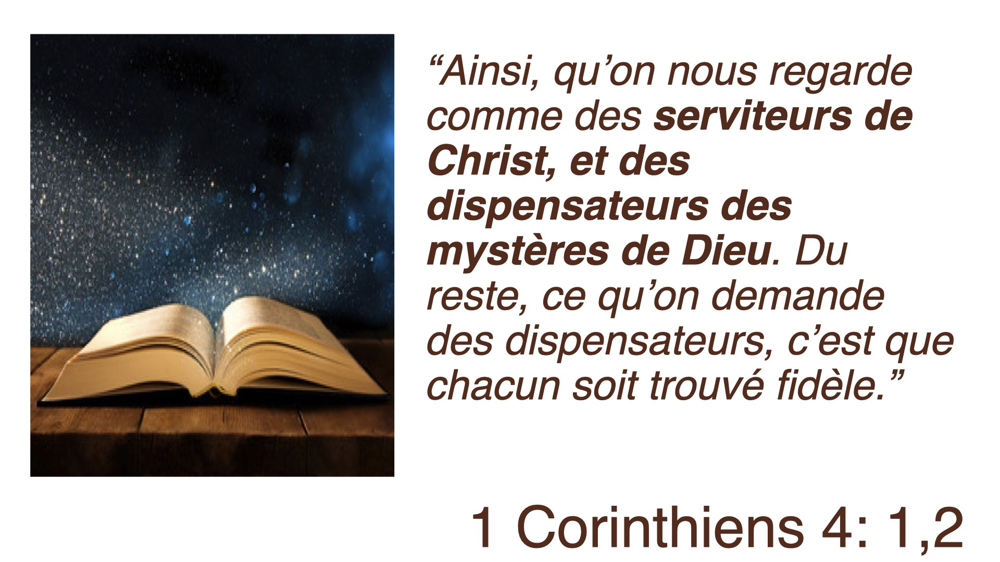 “Ainsi, qu’on nous regarde
comme des serviteurs de
Christ, et des
dispensateurs des
mystères de Dieu. Du
reste, ce qu’on demande
des dispensateurs, c’est que
chacun soit trouvé fidèle.”
1 Corinthiens 4: 1,2